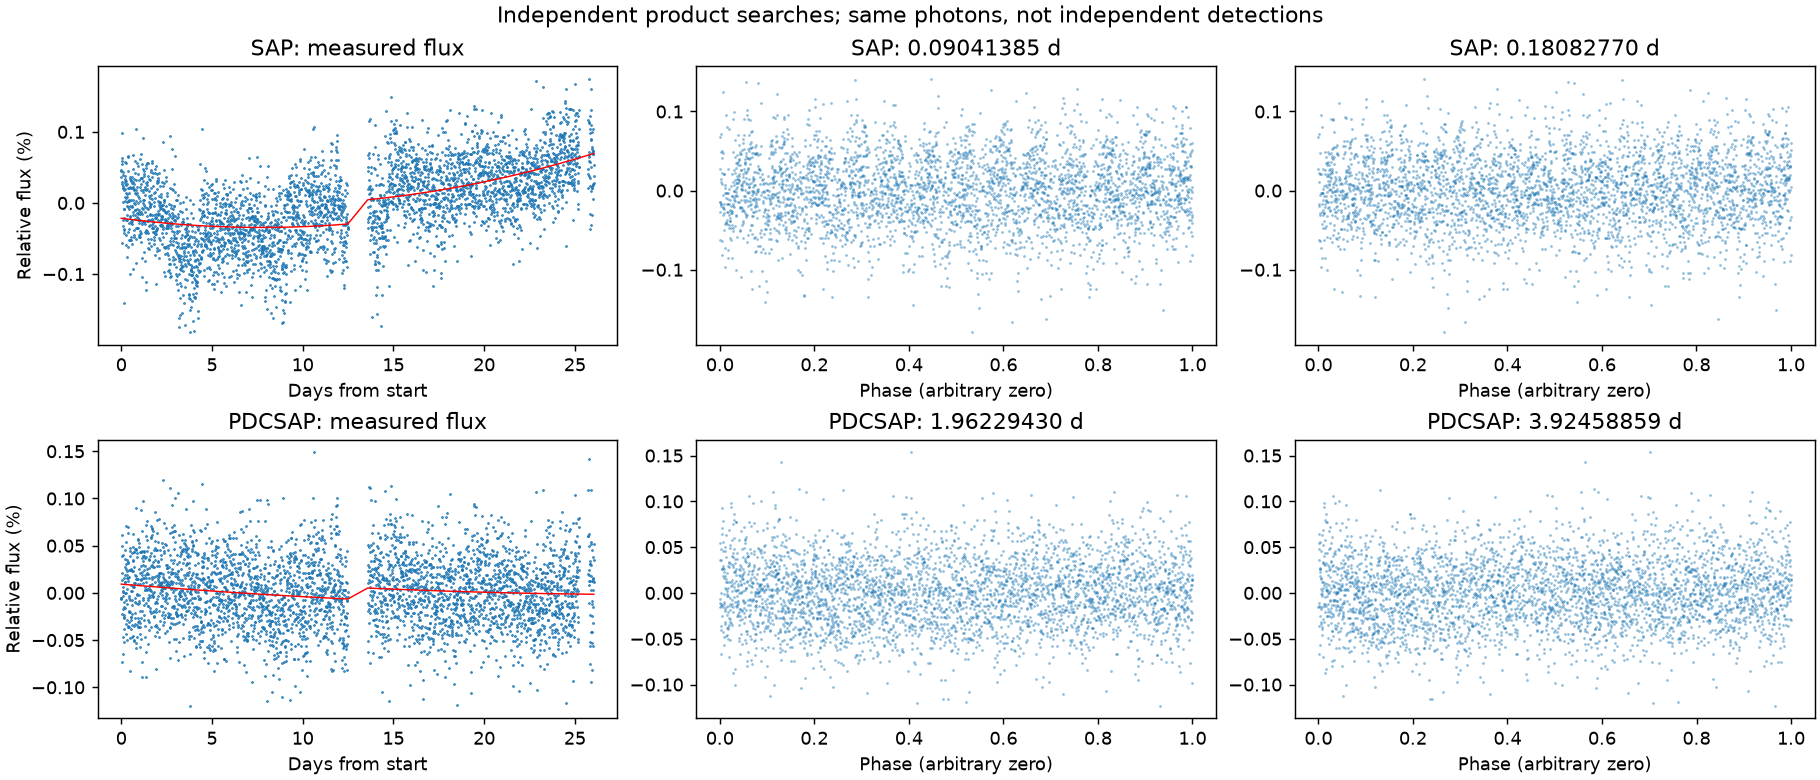 Independent product searches; same photons, not independent detections
SAP: measured flux
Relative flux (%)
0.1
0.0
−0.1
0 5 10 15 20 25
Days from start
SAP: 0.09041385 d
0.1
0.0
−0.1
0.0 0.2 0.4 0.6 0.8 1.0
Phase (arbitrary zero)
SAP: 0.18082770 d
0.1
0.0
−0.1
0.0 0.2 0.4 0.6 0.8 1.0
Phase (arbitrary zero)
PDCSAP: measured flux
Relative flux (%)
0.15
0.10
0.05
0.00
−0.05
−0.10
0 5 10 15 20 25
Days from start
PDCSAP: 1.96229430 d
0.15
0.10
0.05
0.00
−0.05
−0.10
0.0 0.2 0.4 0.6 0.8 1.0
Phase (arbitrary zero)
PDCSAP: 3.92458859 d
0.15
0.10
0.05
0.00
−0.05
−0.10
0.0 0.2 0.4 0.6 0.8 1.0
Phase (arbitrary zero)